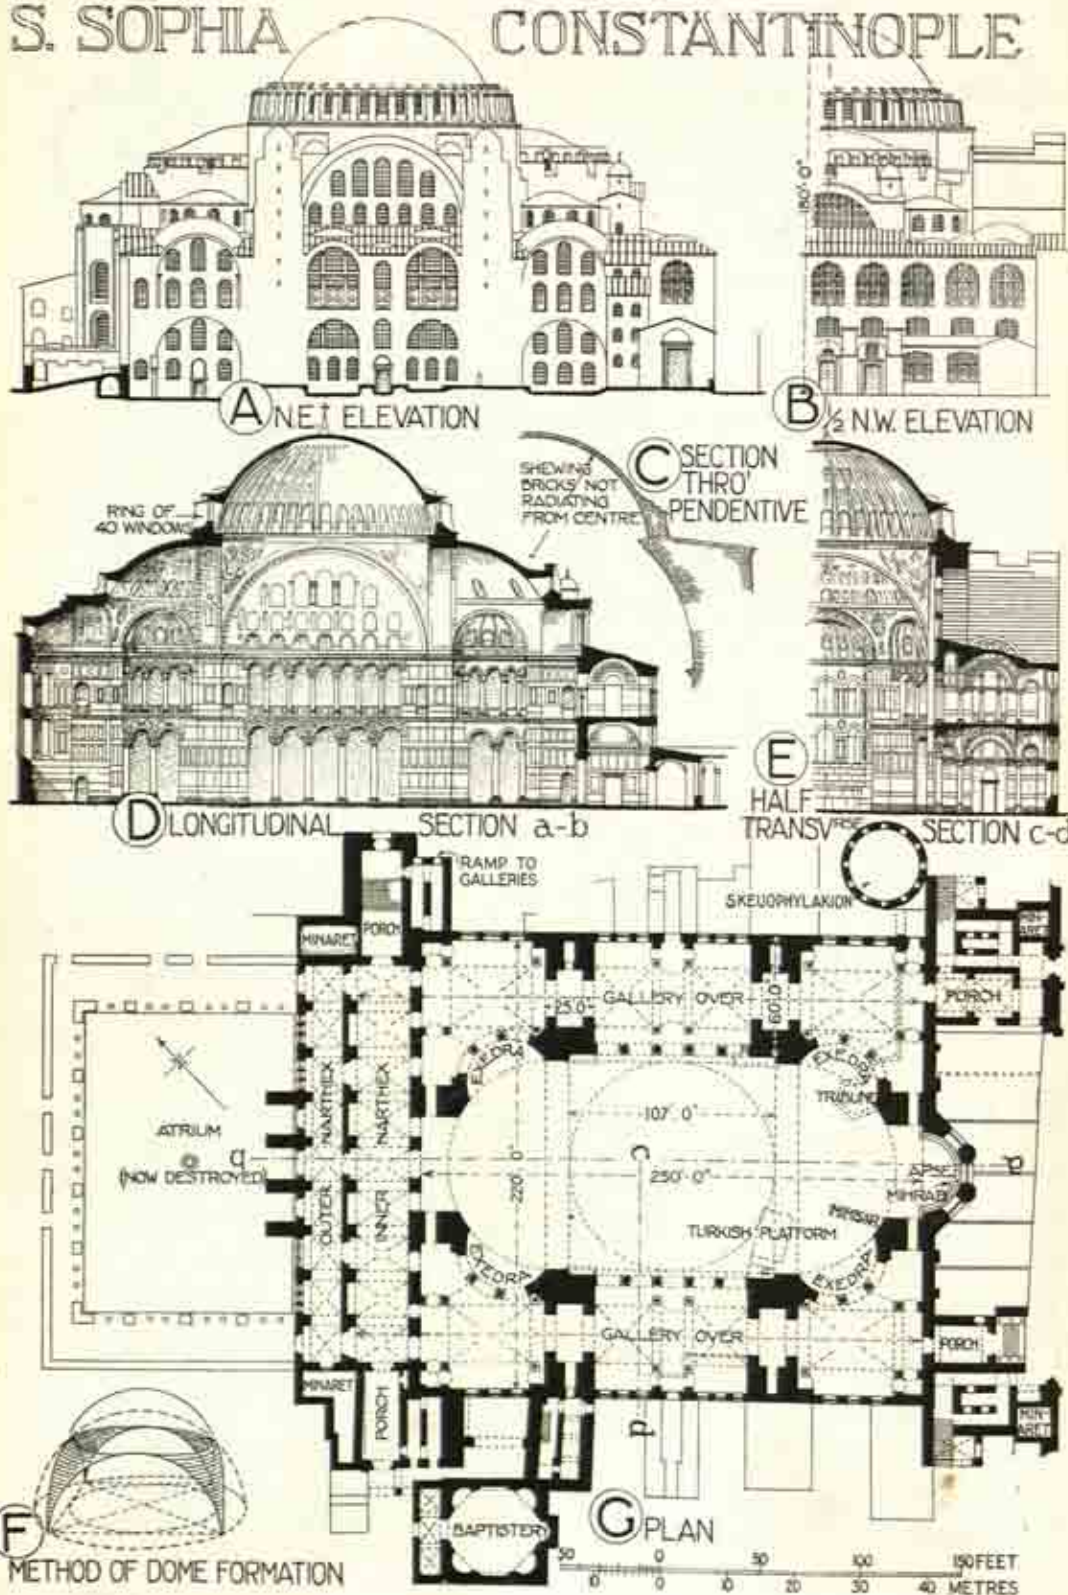 S. SOPHIA CONSTANTINOPLE
180'·0"
A N.E. ELEVATION
B ½ N.W. ELEVATION
C SECTION
THRO'
PENDENTIVE
SHEWING
BRICKS NOT
RADIATING
FROM CENTRE
RING OF
40 WINDOWS
D LONGITUDINAL SECTION a-b
E
HALF
TRANSVRSE SECTION c-d
RAMP TO
GALLERIES
SKEUOPHYLAKION
MINARET
PORCH
MIN-
ARET
PORCH
25·0"
GALLERY OVER
60'·0"
EXEDRA
EXEDRA
TRIBUNE
OUTER NARTHEX
INNER NARTHEX
ATRIUM
(NOW DESTROYED)
a
107'·0"
c
250'·0"
220'·0"
APSE
MIHRAB
b
MIMBAR
TURKISH PLATFORM
EXEDRA
EXEDRA
GALLERY OVER
PORCH
MINARET
PORCH
d
MIN-
ARET
BAPTISTERY
F
METHOD OF DOME FORMATION
G PLAN
50 0 50 100 150 FEET
10 0 10 20 30 40 METRES